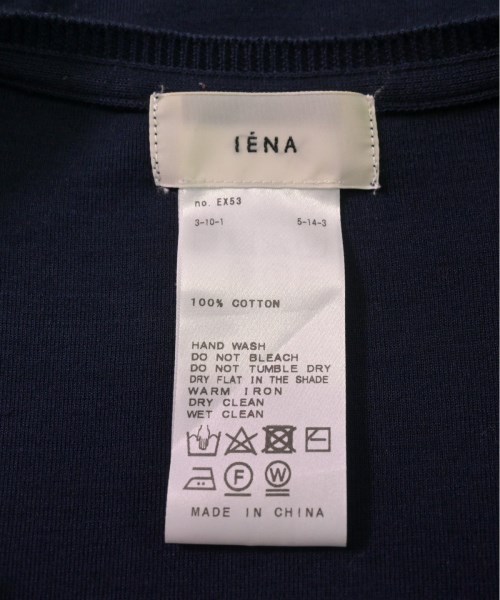 IÉNA
no. EX53
3-10-1 5-14-3
100% COTTON
HAND WASH
DO NOT BLEACH
DO NOT TUMBLE DRY
DRY FLAT IN THE SHADE
WARM IRON
DRY CLEAN
WET CLEAN
F W
MADE IN CHINA